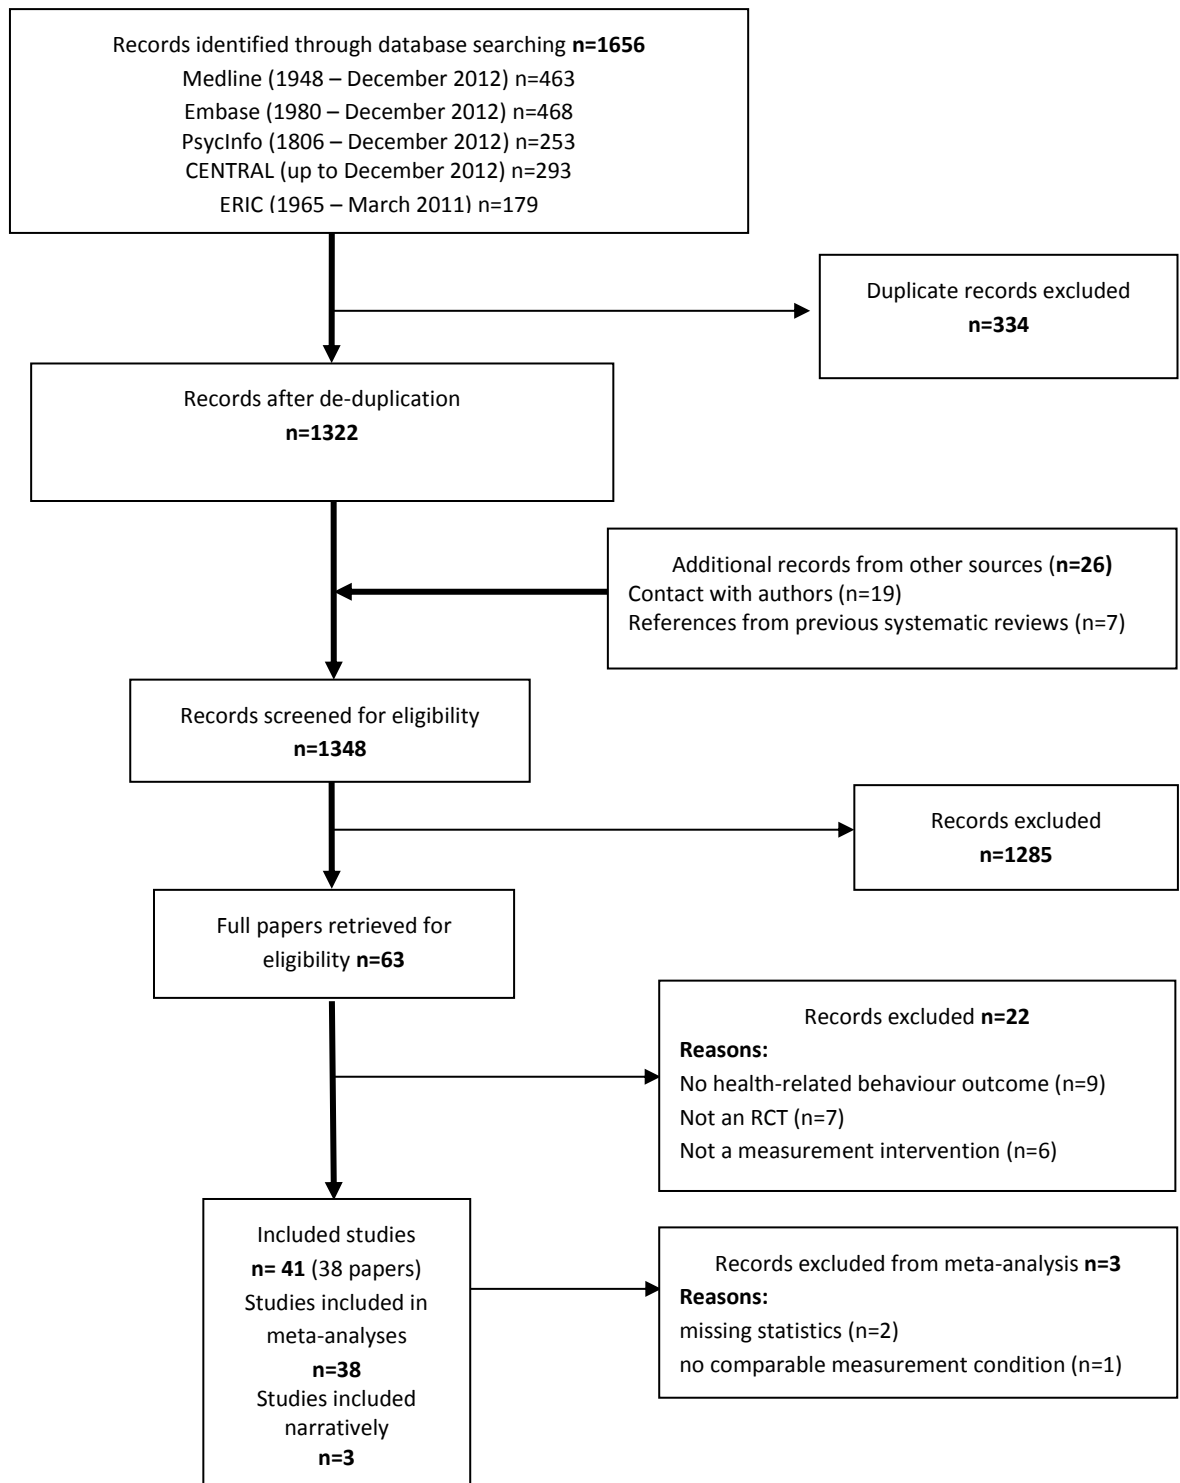 Records identified through database searching n=1656
Medline (1948 – December 2012) n=463
Embase (1980 – December 2012) n=468
PsycInfo (1806 – December 2012) n=253
CENTRAL (up to December 2012) n=293
ERIC (1965 – March 2011) n=179
Duplicate records excluded
n=334
Records after de-duplication
n=1322
Additional records from other sources (n=26)
Contact with authors (n=19)
References from previous systematic reviews (n=7)
Records screened for eligibility
n=1348
Records excluded
n=1285
Full papers retrieved for
eligibility n=63
Records excluded n=22
Reasons:
No health-related behaviour outcome (n=9)
Not an RCT (n=7)
Not a measurement intervention (n=6)
Included studies
n= 41 (38 papers)
Studies included in
meta-analyses
n=38
Studies included
narratively
n=3
Records excluded from meta-analysis n=3
Reasons:
missing statistics (n=2)
no comparable measurement condition (n=1)